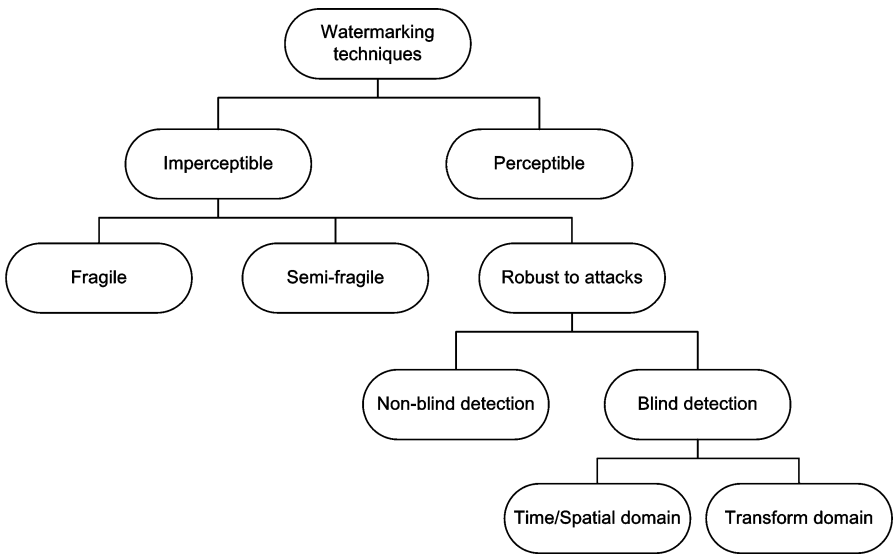 Watermarking
techniques
Imperceptible
Perceptible
Fragile
Semi-fragile
Robust to attacks
Non-blind detection
Blind detection
Time/Spatial domain
Transform domain